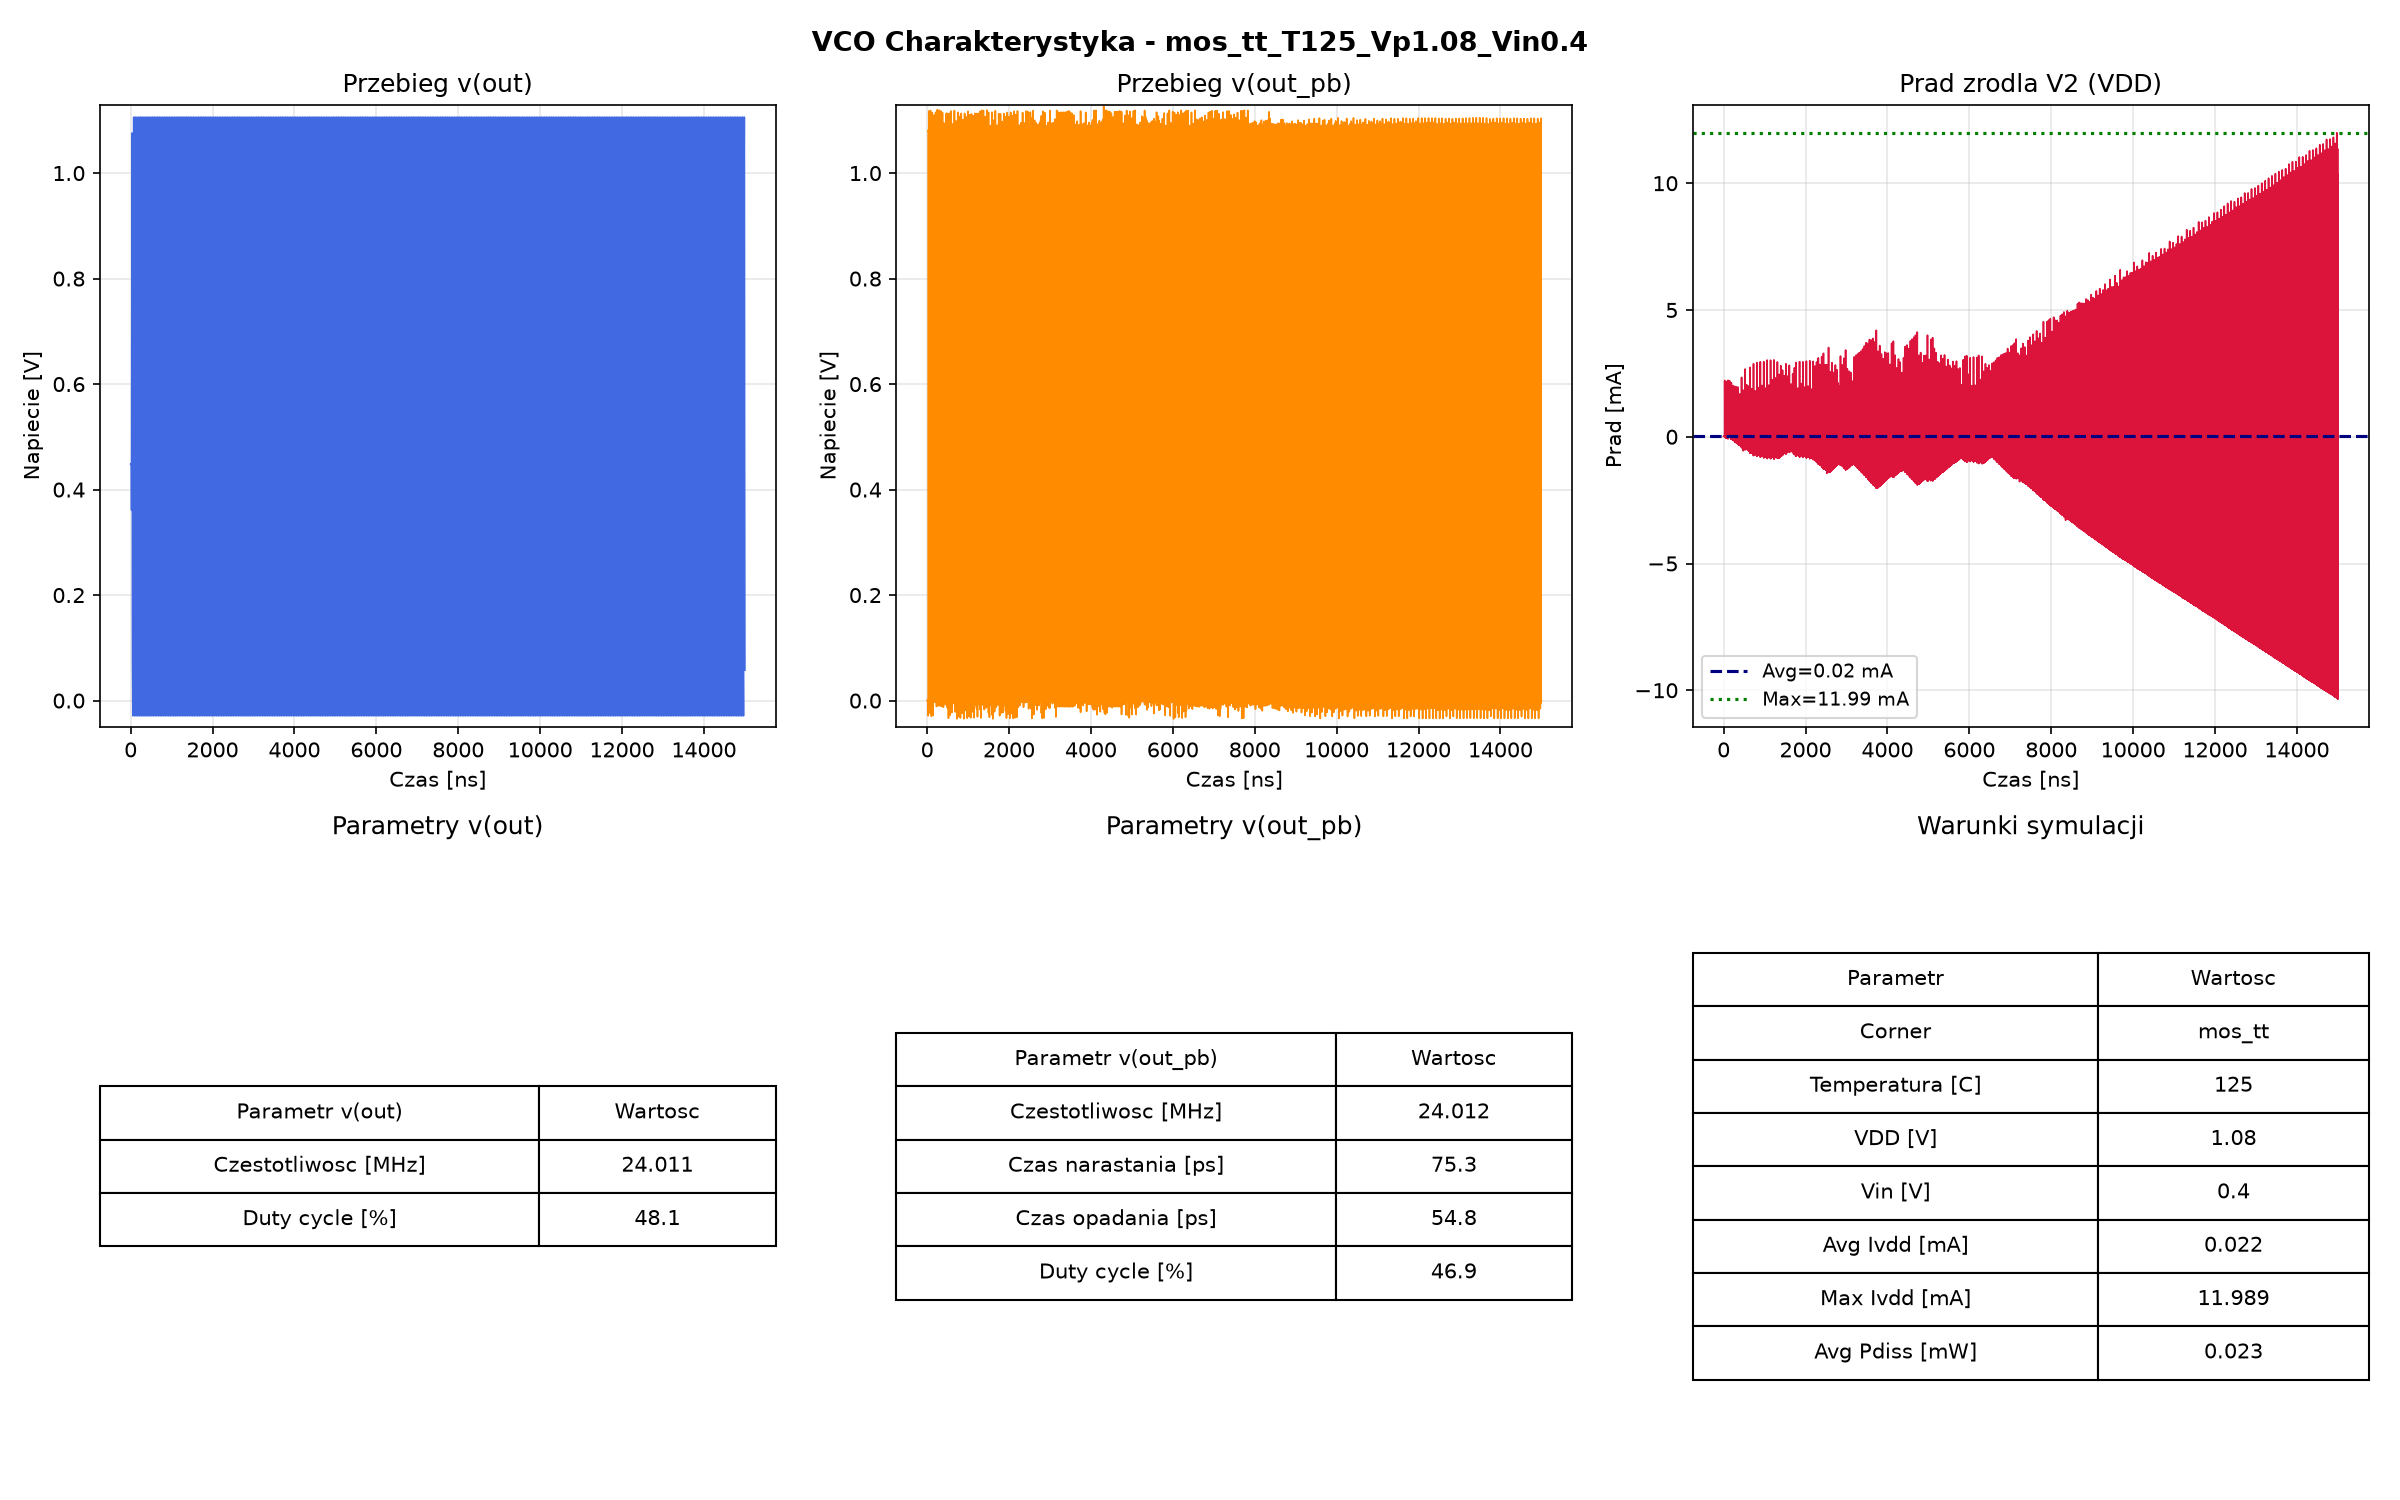 VCO Charakterystyka - mos_tt_T125_Vp1.08_Vin0.4
Przebieg v(out)
Napiecie [V]
1.0
0.8
0.6
0.4
0.2
0.0
0 2000 4000 6000 8000 10000 12000 14000
Czas [ns]
Przebieg v(out_pb)
Napiecie [V]
1.0
0.8
0.6
0.4
0.2
0.0
0 2000 4000 6000 8000 10000 12000 14000
Czas [ns]
Prad zrodla V2 (VDD)
Prad [mA]
10
5
0
−5
−10
Avg=0.02 mA
Max=11.99 mA
0 2000 4000 6000 8000 10000 12000 14000
Czas [ns]
Parametry v(out)
Parametr v(out) Wartosc
Czestotliwosc [MHz] 24.011
Duty cycle [%] 48.1
Parametry v(out_pb)
Parametr v(out_pb) Wartosc
Czestotliwosc [MHz] 24.012
Czas narastania [ps] 75.3
Czas opadania [ps] 54.8
Duty cycle [%] 46.9
Warunki symulacji
Parametr Wartosc
Corner mos_tt
Temperatura [C] 125
VDD [V] 1.08
Vin [V] 0.4
Avg Ivdd [mA] 0.022
Max Ivdd [mA] 11.989
Avg Pdiss [mW] 0.023